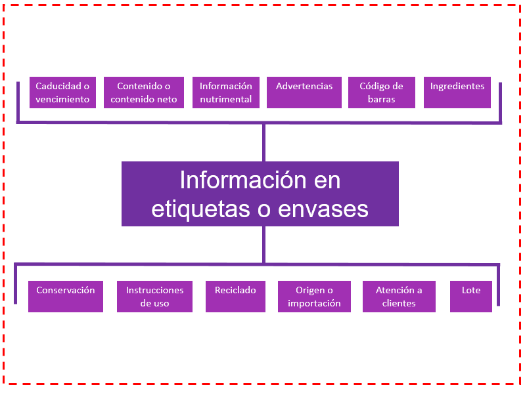 Caducidad o
vencimiento
Contenido o
contenido neto
Información
nutrimental
Advertencias
Código de
barras
Ingredientes
Información en
etiquetas o envases
Conservación
Instrucciones
de uso
Reciclado
Origen o
importación
Atención a
clientes
Lote